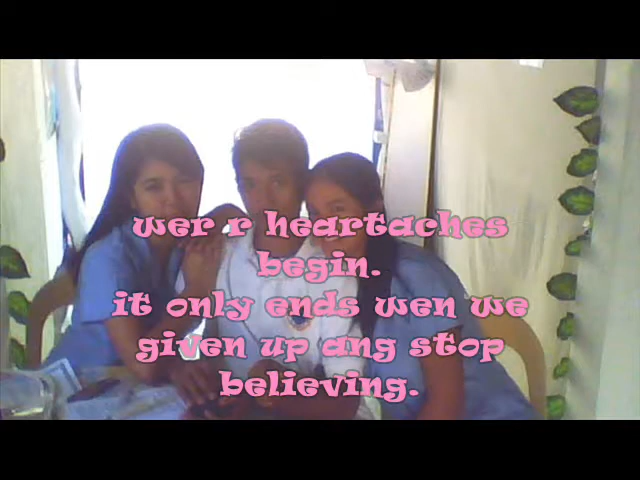 wer r heartaches
begin.
it only ends wen we
given up ang stop
believing.